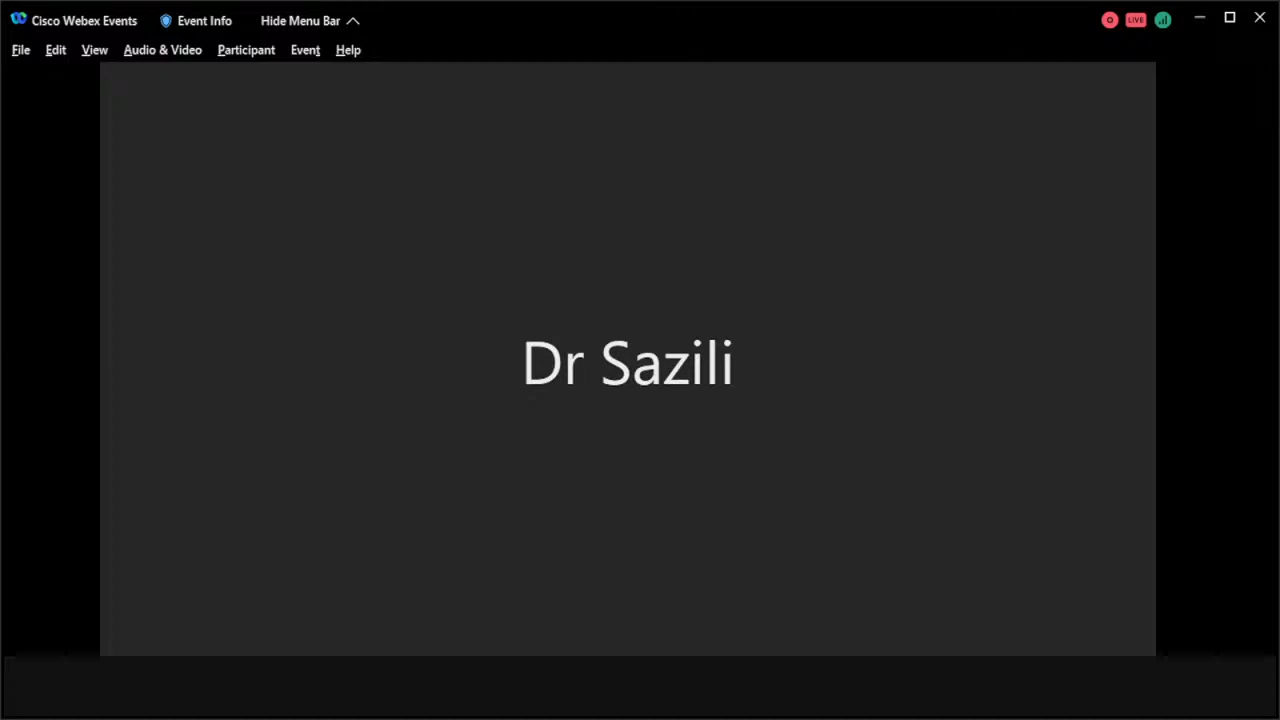 Cisco Webex Events Event Info Hide Menu Bar LIVE
File Edit View Audio & Video Participant Event Help
Dr Sazili